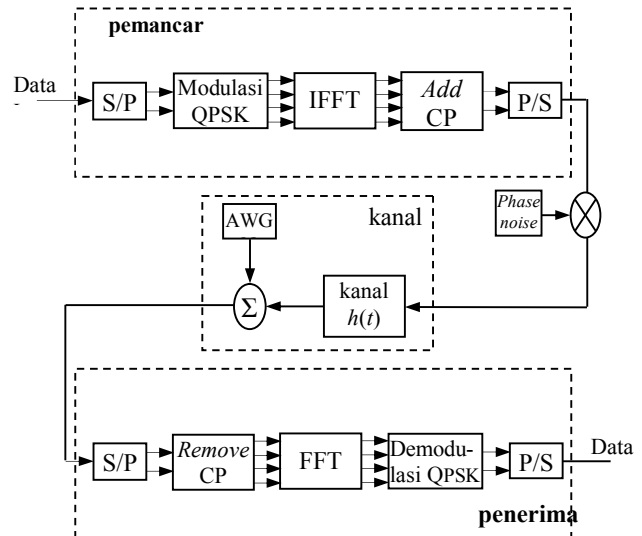 pemancar
Data
S/P
Modulasi
QPSK
IFFT
Add
CP
P/S
Phase
noise
kanal
AWG
Σ
kanal
h(t)
S/P
Remove
CP
FFT
Demodu-
lasi QPSK
P/S
Data
penerima